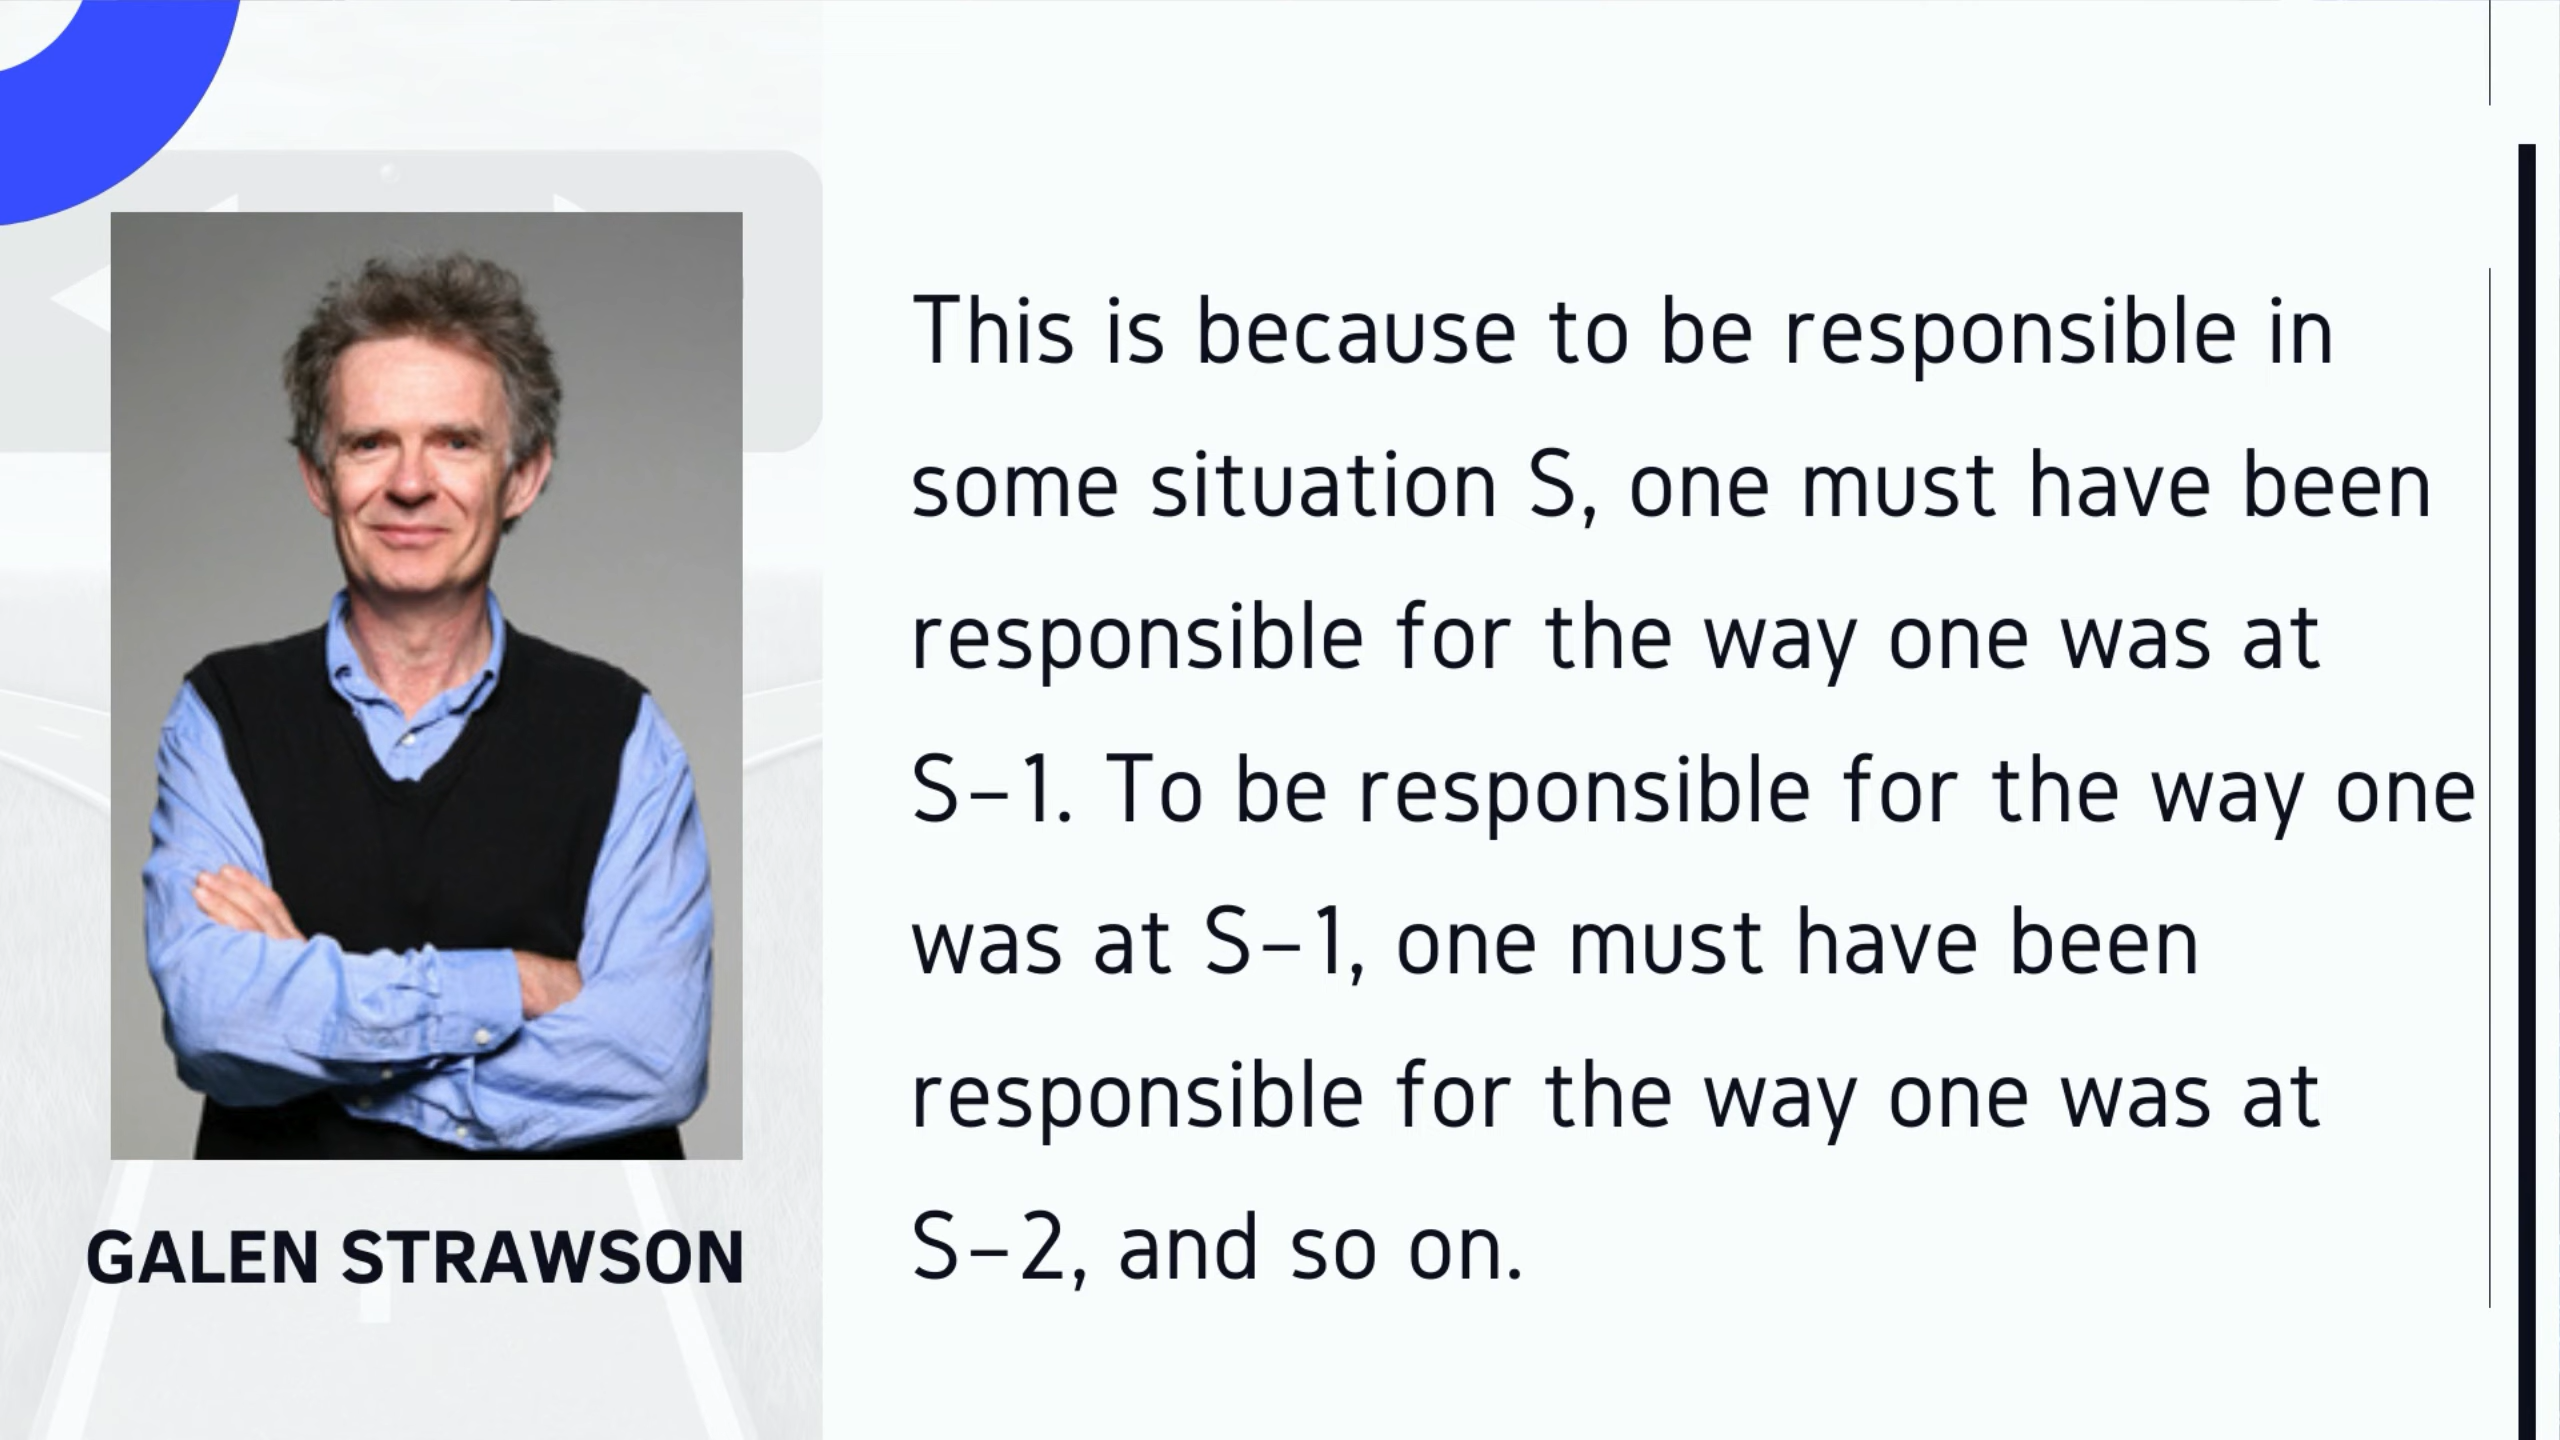 This is because to be responsible in
some situation S, one must have been
responsible for the way one was at
S–1. To be responsible for the way one
was at S–1, one must have been
responsible for the way one was at
S–2, and so on.
GALEN STRAWSON